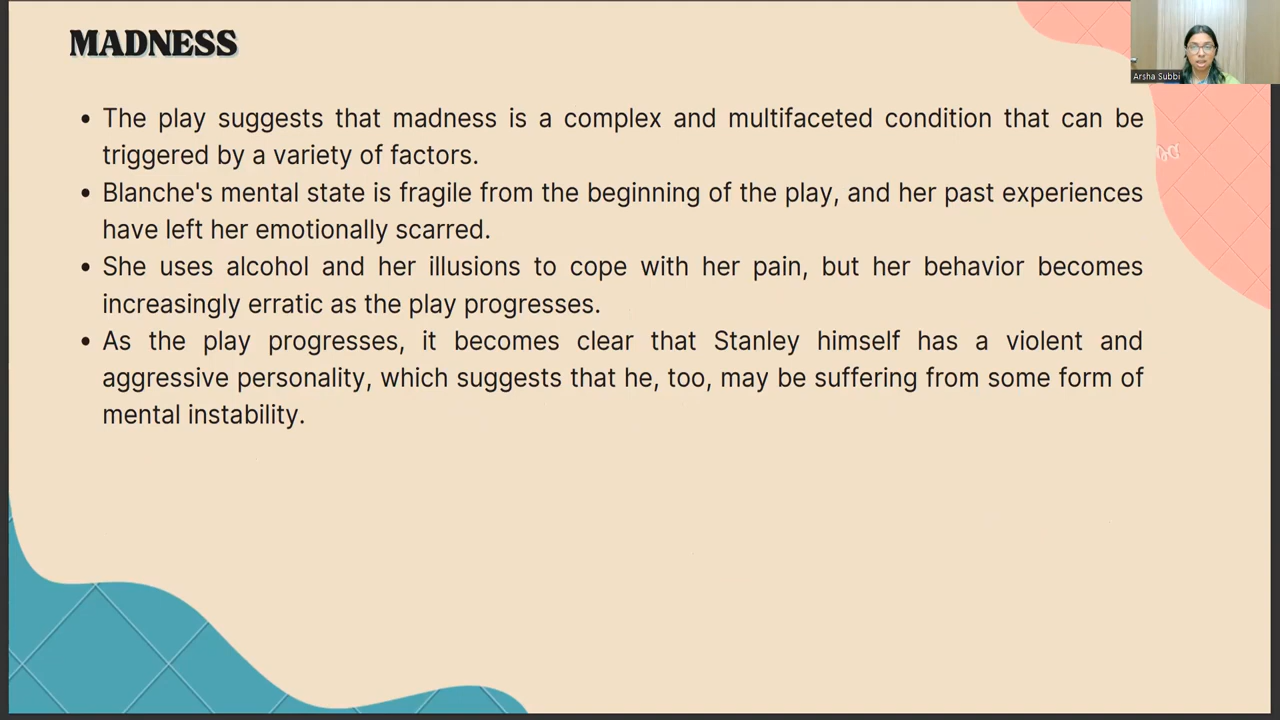 MADNESS
Arsha Subbi
• The play suggests that madness is a complex and multifaceted condition that can be
triggered by a variety of factors.
• Blanche's mental state is fragile from the beginning of the play, and her past experiences
have left her emotionally scarred.
• She uses alcohol and her illusions to cope with her pain, but her behavior becomes
increasingly erratic as the play progresses.
• As the play progresses, it becomes clear that Stanley himself has a violent and
aggressive personality, which suggests that he, too, may be suffering from some form of
mental instability.